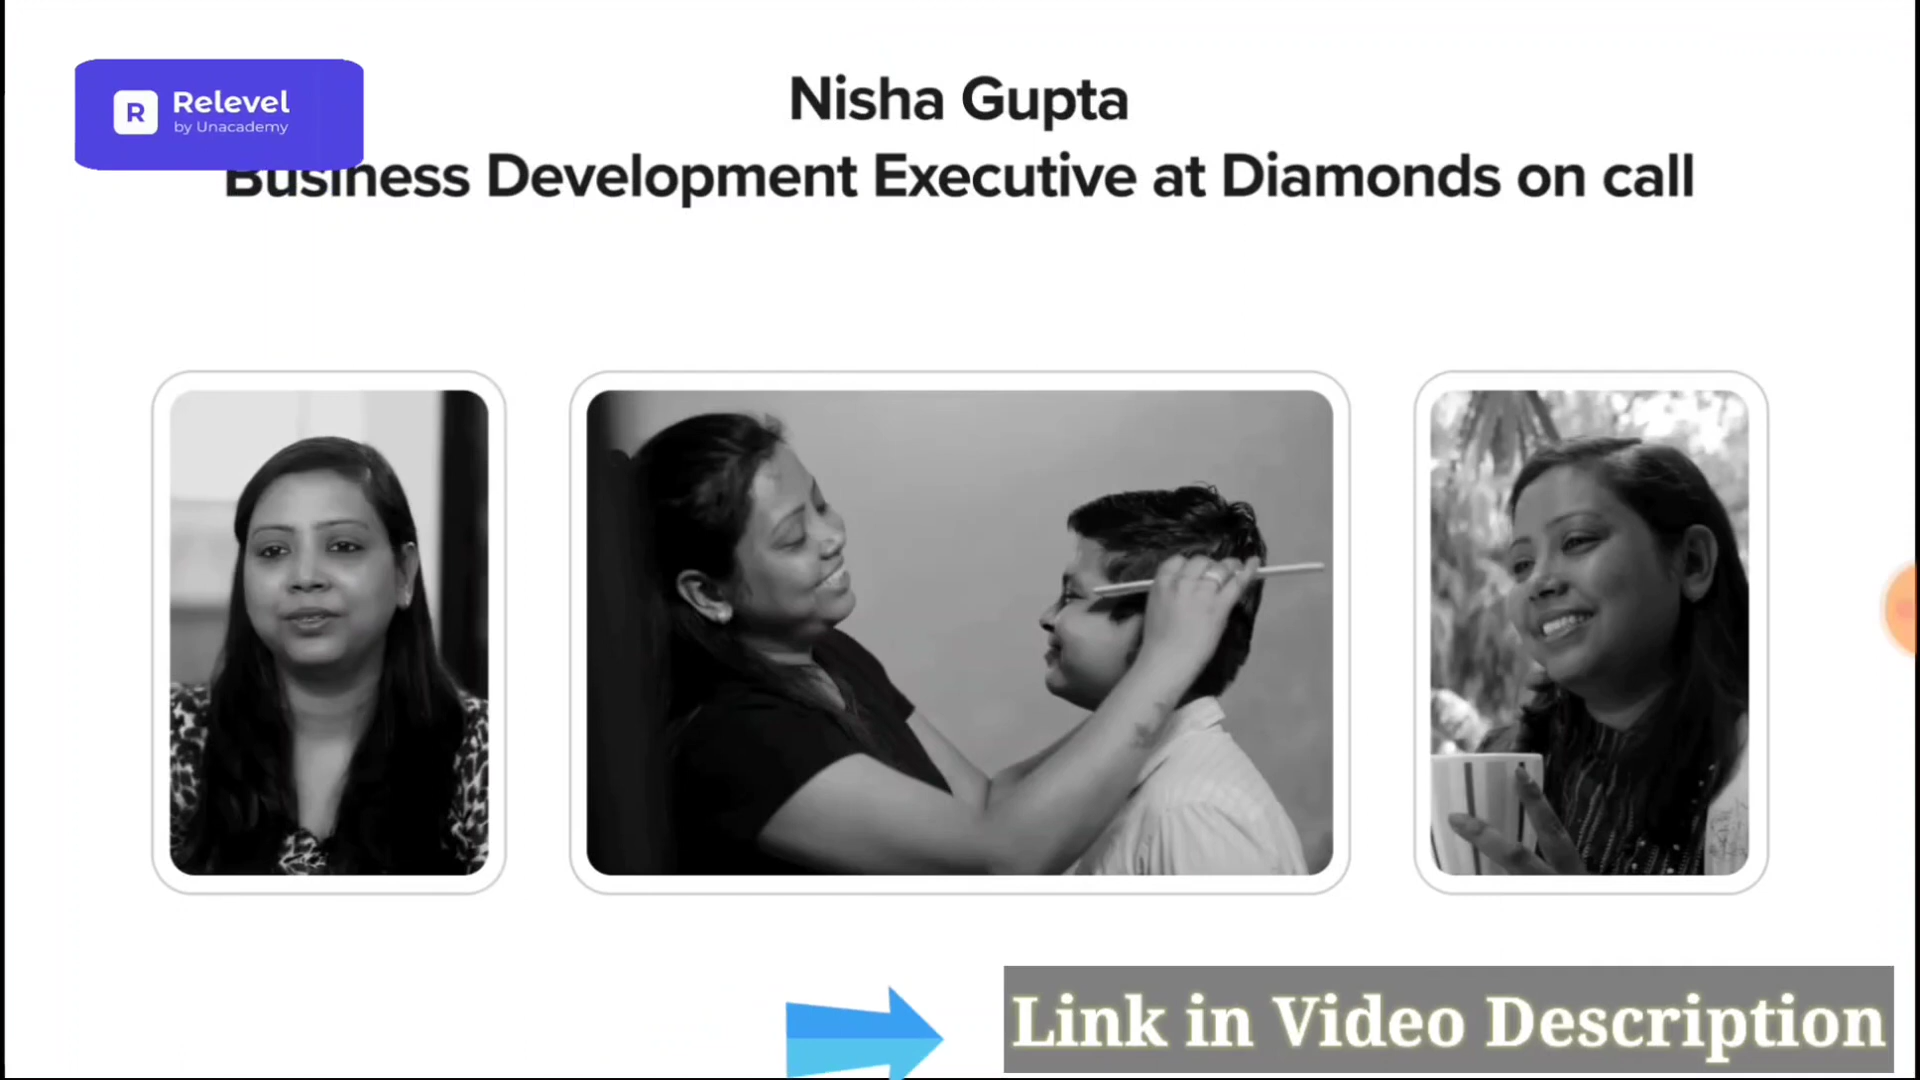 R
Relevel
by Unacademy
Nisha Gupta
Business Development Executive at Diamonds on call
Link in Video Description